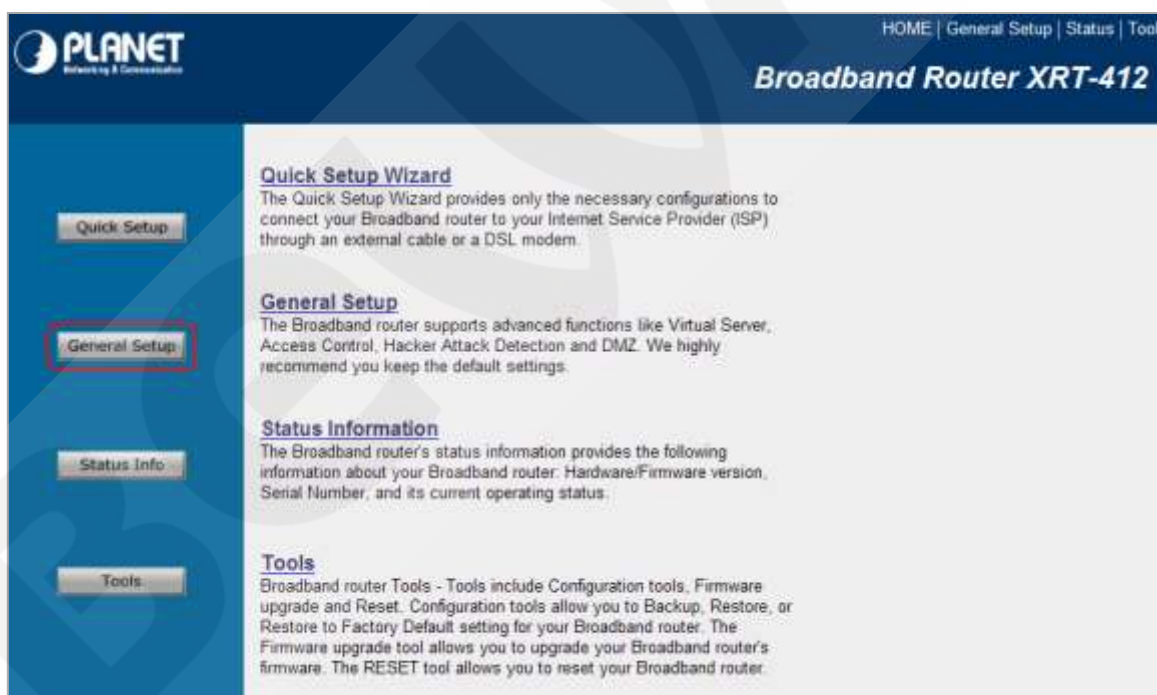 PLANET
Networking & Communication
HOME | General Setup | Status | Tool
Broadband Router XRT-412
Quick Setup
General Setup
Status Info
Tools
Quick Setup Wizard
The Quick Setup Wizard provides only the necessary configurations to
connect your Broadband router to your Internet Service Provider (ISP)
through an external cable or a DSL modem.
General Setup
The Broadband router supports advanced functions like Virtual Server,
Access Control, Hacker Attack Detection and DMZ. We highly
recommend you keep the default settings.
Status Information
The Broadband router's status information provides the following
information about your Broadband router: Hardware/Firmware version,
Serial Number, and its current operating status.
Tools
Broadband router Tools - Tools include Configuration tools, Firmware
upgrade and Reset. Configuration tools allow you to Backup, Restore, or
Restore to Factory Default setting for your Broadband router. The
Firmware upgrade tool allows you to upgrade your Broadband router's
firmware. The RESET tool allows you to reset your Broadband router.